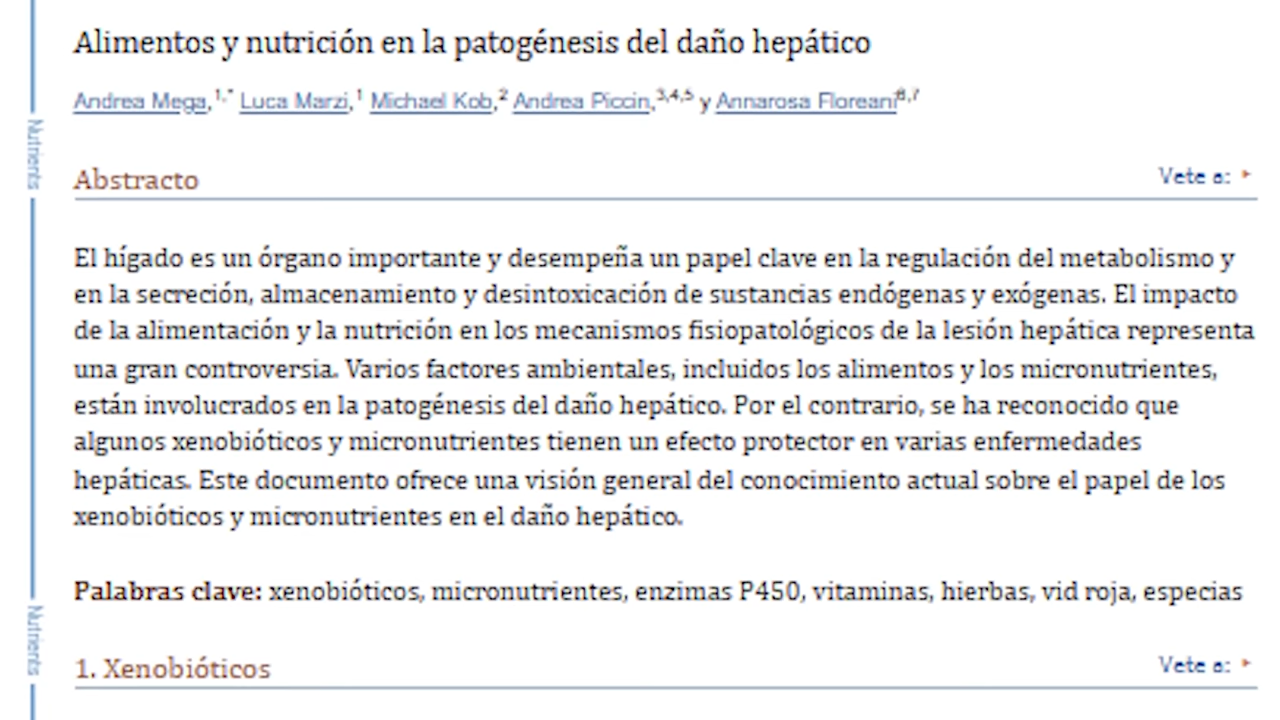 Alimentos y nutrición en la patogénesis del daño hepático
Andrea Mega,1,* Luca Marzi,1 Michael Kob,2 Andrea Piccin,3,4,5 y Annarosa Floreani6,7
Nutrients
Abstracto
Vete a:
El hígado es un órgano importante y desempeña un papel clave en la regulación del metabolismo y
en la secreción, almacenamiento y desintoxicación de sustancias endógenas y exógenas. El impacto
de la alimentación y la nutrición en los mecanismos fisiopatológicos de la lesión hepática representa
una gran controversia. Varios factores ambientales, incluidos los alimentos y los micronutrientes,
están involucrados en la patogénesis del daño hepático. Por el contrario, se ha reconocido que
algunos xenobióticos y micronutrientes tienen un efecto protector en varias enfermedades
hepáticas. Este documento ofrece una visión general del conocimiento actual sobre el papel de los
xenobióticos y micronutrientes en el daño hepático.
Palabras clave: xenobióticos, micronutrientes, enzimas P450, vitaminas, hierbas, vid roja, especias
Nutrients
1. Xenobióticos
Vete a: